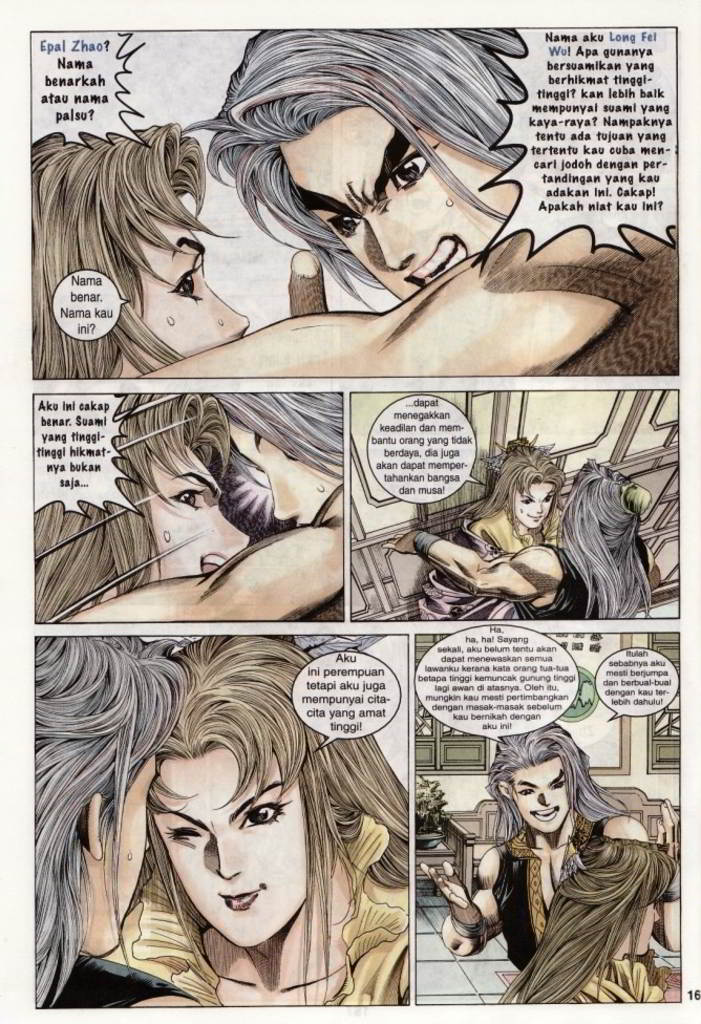 Epal Zhao?
Nama
benarkah
atau nama
palsu?
Nama aku Long Fei
Wu! Apa gunanya
bersuamikan yang
berhikmat tinggi-
tinggi? kan lebih baik
mempunyai suami yang
kaya-raya? Nampaknya
tentu ada tujuan yang
tertentu kau cuba men-
cari jodoh dengan per-
tandingan yang kau
adakan ini. Cakap!
Apakah niat kau ini?
Nama
benar.
Nama kau
ini?
Aku ini cakap
benar. Suami
yang tinggi-
tinggi hikmat-
nya bukan
saja...
...dapat
menegakkan
keadilan dan mem-
bantu orang yang tidak
berdaya, dia juga
akan dapat memper-
tahankan bangsa
dan musa!
Aku
ini perempuan
tetapi aku juga
mempunyai cita-
cita yang amat
tinggi!
Ha,
ha, ha! Sayang
sekali, aku belum tentu akan
dapat menewaskan semua
lawanku kerana kata orang tua-tua
betapa tinggi kemuncak gunung tinggi
lagi awan di atasnya. Oleh itu,
mungkin kau mesti pertimbangkan
dengan masak-masak sebelum
kau bernikah dengan
aku ini!
Itulah
sebabnya aku
mesti berjumpa
dan berbual-bual
dengan kau ter-
lebih dahulu!
16